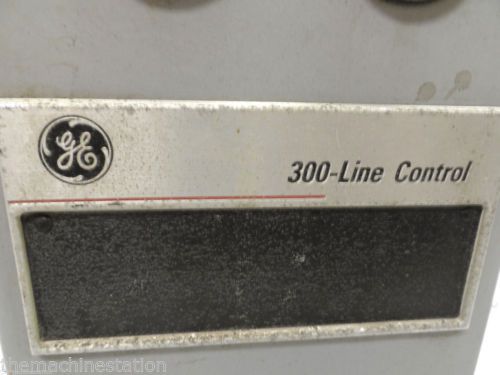 GE
300-Line Control
themachinestation